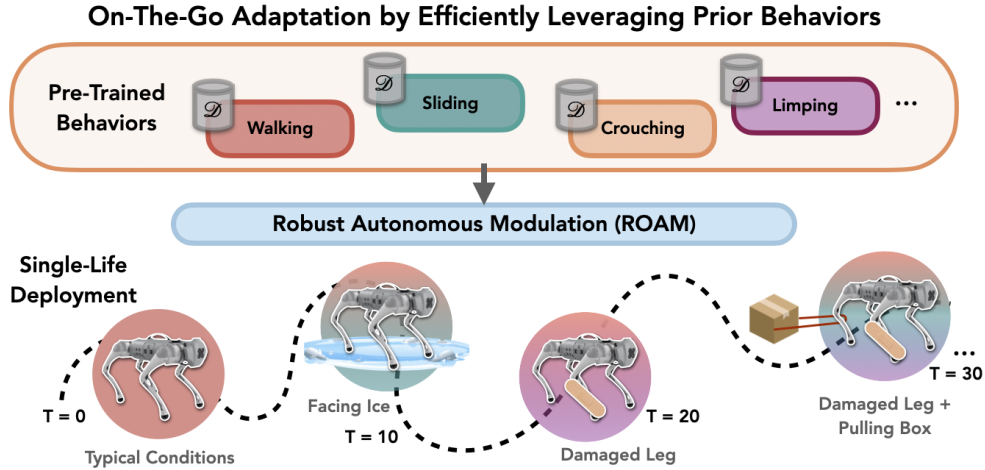 On-The-Go Adaptation by Efficiently Leveraging Prior Behaviors
Pre-Trained
Behaviors
𝒟
Walking
𝒟
Sliding
𝒟
Crouching
𝒟
Limping
...
Robust Autonomous Modulation (ROAM)
Single-Life
Deployment
T = 0
Typical Conditions
Facing Ice
T = 10
T = 20
Damaged Leg
...
T = 30
Damaged Leg +
Pulling Box